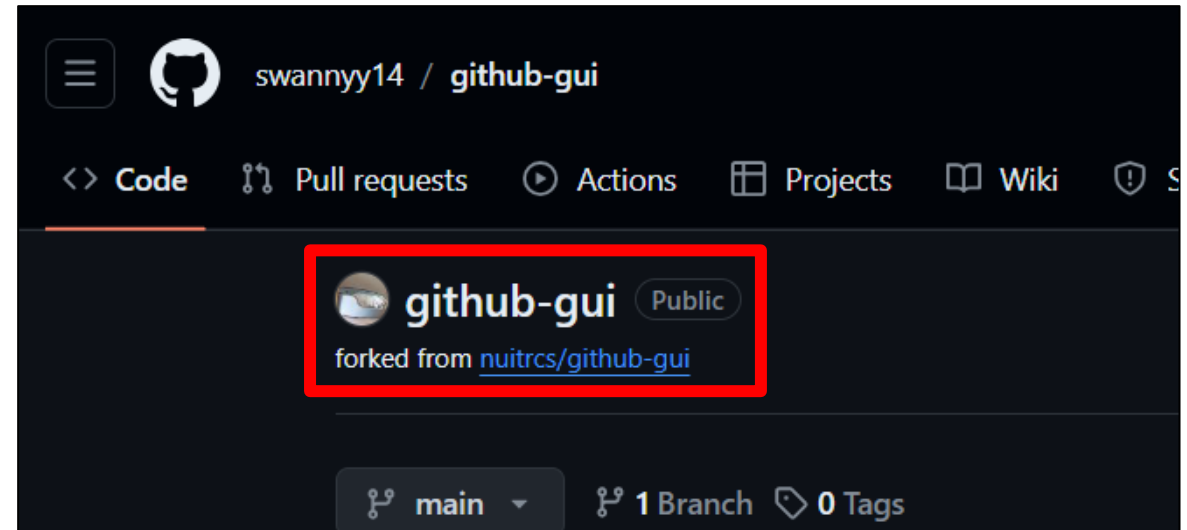 swannyy14 / github-gui
<> Code Pull requests Actions Projects Wiki
github-gui Public
forked from nuitrcs/github-gui
main 1 Branch 0 Tags